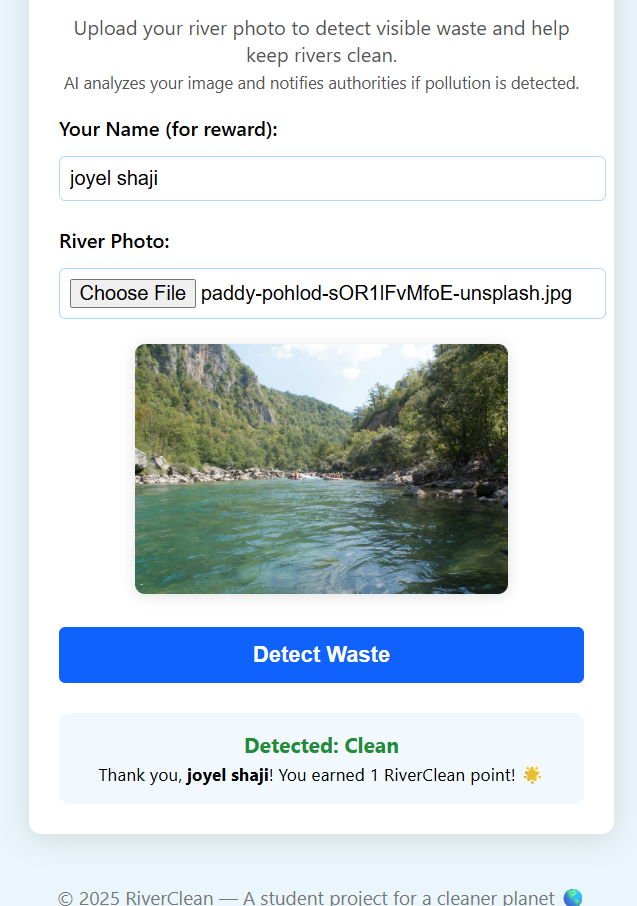 Upload your river photo to detect visible waste and help
keep rivers clean.
AI analyzes your image and notifies authorities if pollution is detected.
Your Name (for reward):
joyel shaji
River Photo:
Choose File paddy-pohlod-sOR1lFvMfoE-unsplash.jpg
Detect Waste
Detected: Clean
Thank you, joyel shaji! You earned 1 RiverClean point! 🌟
© 2025 RiverClean — A student project for a cleaner planet 🌎